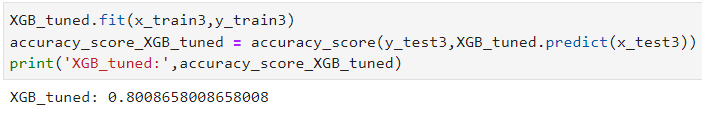 XGB_tuned.fit(x_train3,y_train3)
accuracy_score_XGB_tuned = accuracy_score(y_test3,XGB_tuned.predict(x_test3))
print('XGB_tuned:',accuracy_score_XGB_tuned)
XGB_tuned: 0.8008658008658008